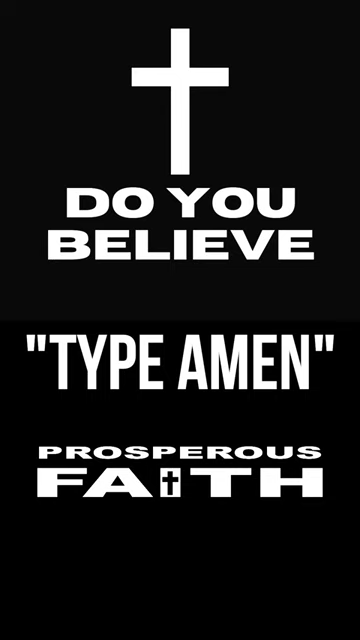 DO YOU
BELIEVE
"TYPE AMEN"
PROSPEROUS
FAITH